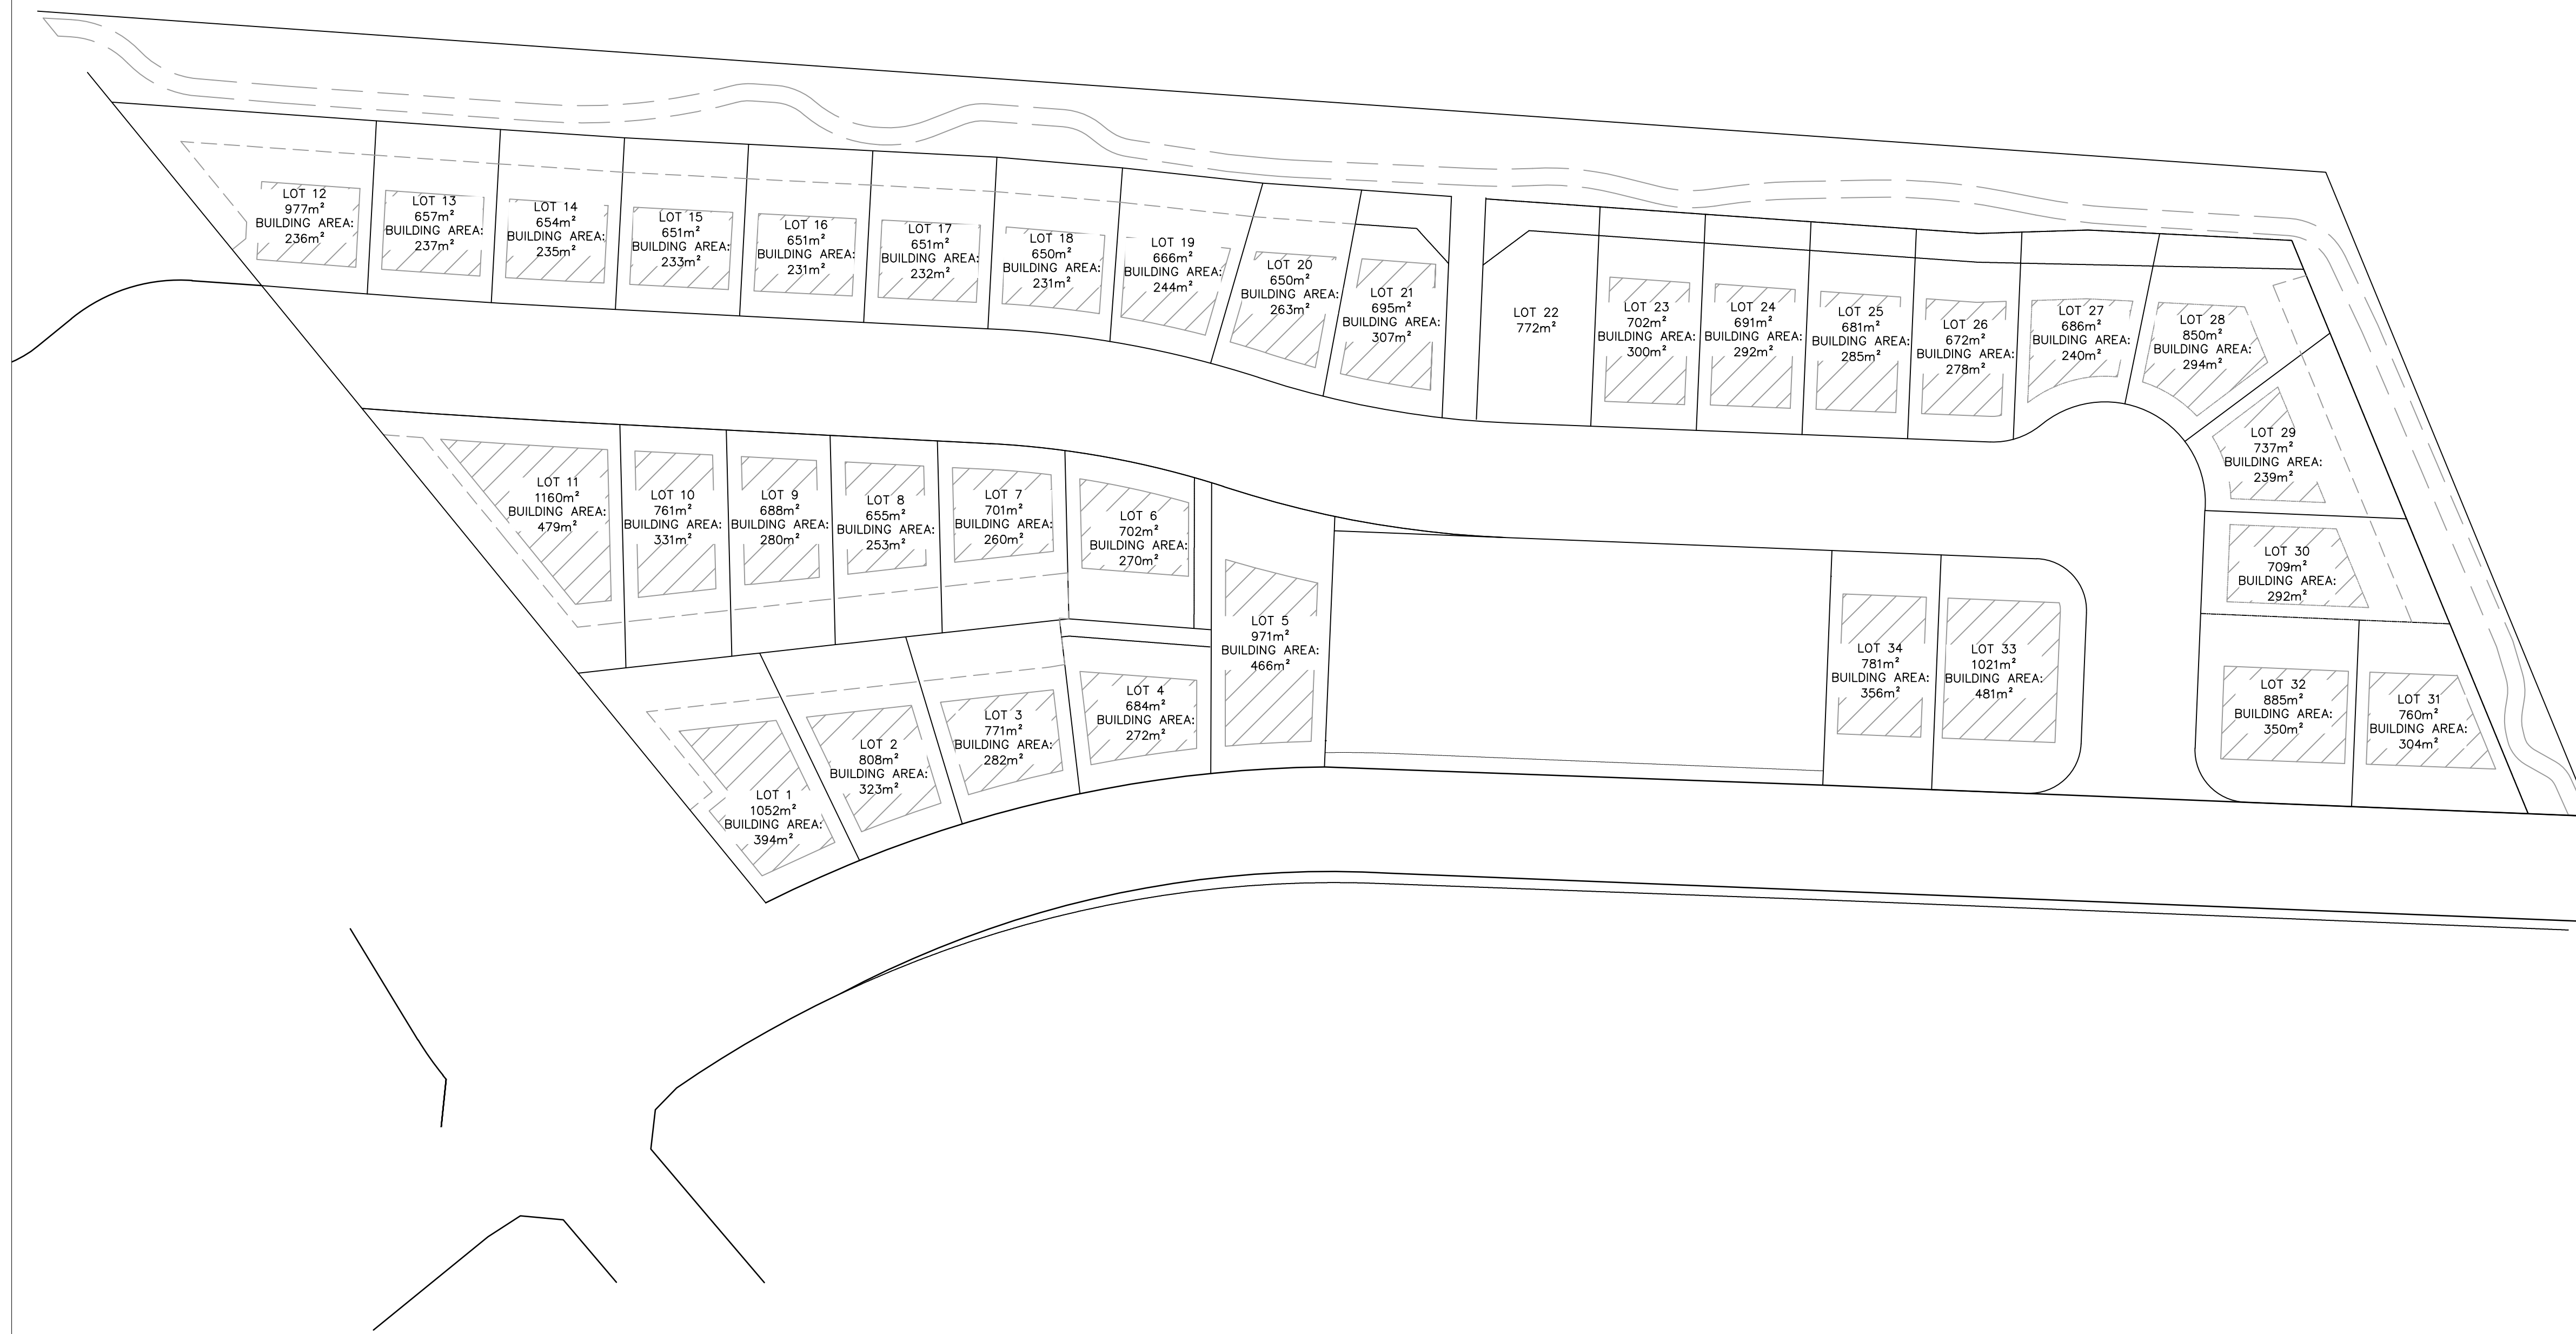 LOT 12
977m²
BUILDING AREA:
236m²
LOT 13
657m²
BUILDING AREA:
237m²
LOT 14
654m²
BUILDING AREA:
235m²
LOT 15
651m²
BUILDING AREA:
233m²
LOT 16
651m²
BUILDING AREA:
231m²
LOT 17
651m²
BUILDING AREA:
232m²
LOT 18
650m²
BUILDING AREA:
231m²
LOT 19
666m²
BUILDING AREA:
244m²
LOT 20
650m²
BUILDING AREA:
263m²
LOT 21
695m²
BUILDING AREA:
307m²
LOT 22
772m²
LOT 23
702m²
BUILDING AREA:
300m²
LOT 24
691m²
BUILDING AREA:
292m²
LOT 25
681m²
BUILDING AREA:
285m²
LOT 26
672m²
BUILDING AREA:
278m²
LOT 27
686m²
BUILDING AREA:
240m²
LOT 28
850m²
BUILDING AREA:
294m²
LOT 29
737m²
BUILDING AREA:
239m²
LOT 11
1160m²
BUILDING AREA:
479m²
LOT 10
761m²
BUILDING AREA:
331m²
LOT 9
688m²
BUILDING AREA:
280m²
LOT 8
655m²
BUILDING AREA:
253m²
LOT 7
701m²
BUILDING AREA:
260m²
LOT 6
702m²
BUILDING AREA:
270m²
LOT 30
709m²
BUILDING AREA:
292m²
LOT 5
971m²
BUILDING AREA:
466m²
LOT 34
781m²
BUILDING AREA:
356m²
LOT 33
1021m²
BUILDING AREA:
481m²
LOT 32
885m²
BUILDING AREA:
350m²
LOT 31
760m²
BUILDING AREA:
304m²
LOT 4
684m²
BUILDING AREA:
272m²
LOT 3
771m²
BUILDING AREA:
282m²
LOT 2
808m²
BUILDING AREA:
323m²
LOT 1
1052m²
BUILDING AREA:
394m²